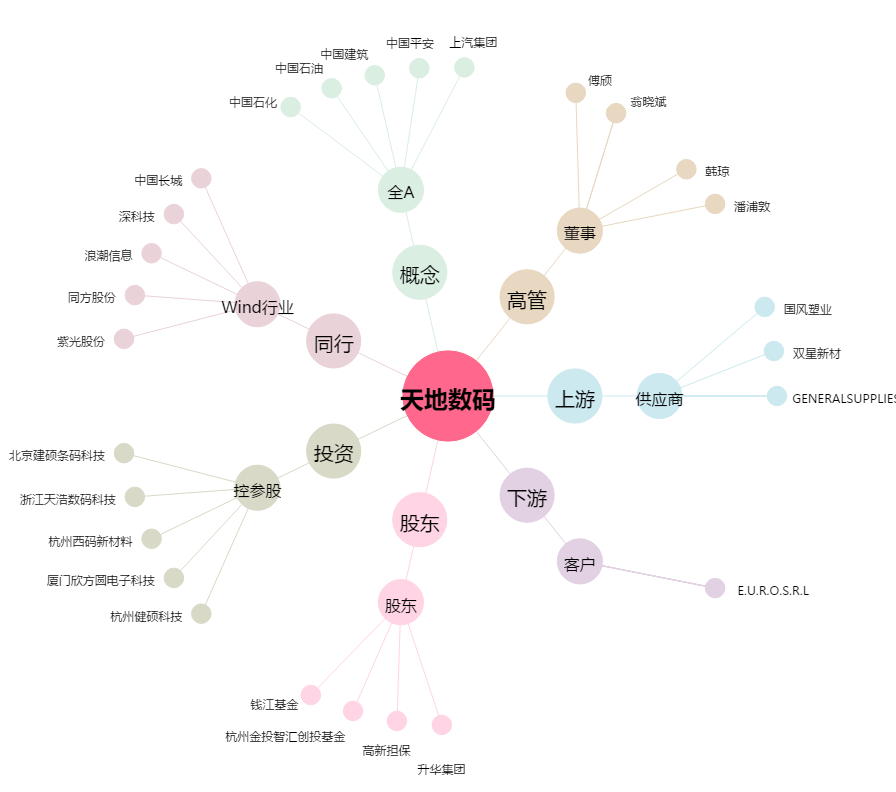 上汽集团
中国平安
中国建筑
中国石油
中国石化
全A
概念
傅颀
翁晓斌
韩琼
潘浦敦
董事
高管
中国长城
深科技
浪潮信息
同方股份
紫光股份
Wind行业
同行
天地数码
国风塑业
双星新材
GENERALSUPPLIES
供应商
上游
投资
控参股
北京建硕条码科技
浙江天浩数码科技
杭州西码新材料
厦门欣方圆电子科技
杭州健硕科技
下游
客户
E.U.R.O.S.R.L
股东
股东
钱江基金
杭州金投智汇创投基金
高新担保
升华集团